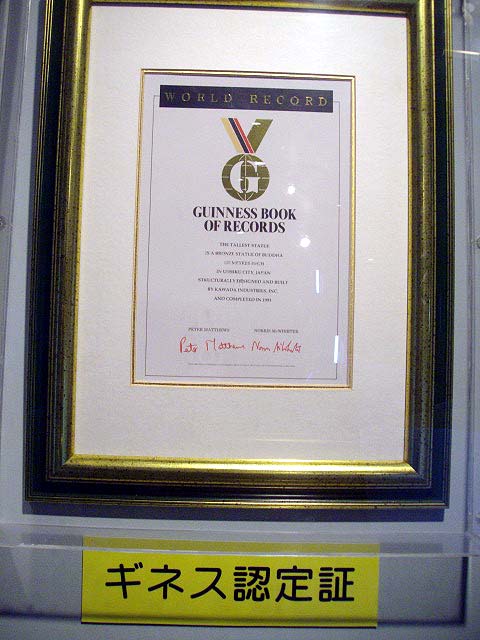 WORLD RECORD
GUINNESS BOOK
OF RECORDS
THE TALLEST STATUE
IS A BRONZE STATUE OF BUDDHA
120 METRES HIGH
IN USHIKU CITY, JAPAN
STRUCTURALLY DESIGNED AND BUILT
BY KAWADA INDUSTRIES, INC.
AND COMPLETED IN 1993
PETER MATTHEWS NORRIS McWHIRTER
ギネス認定証